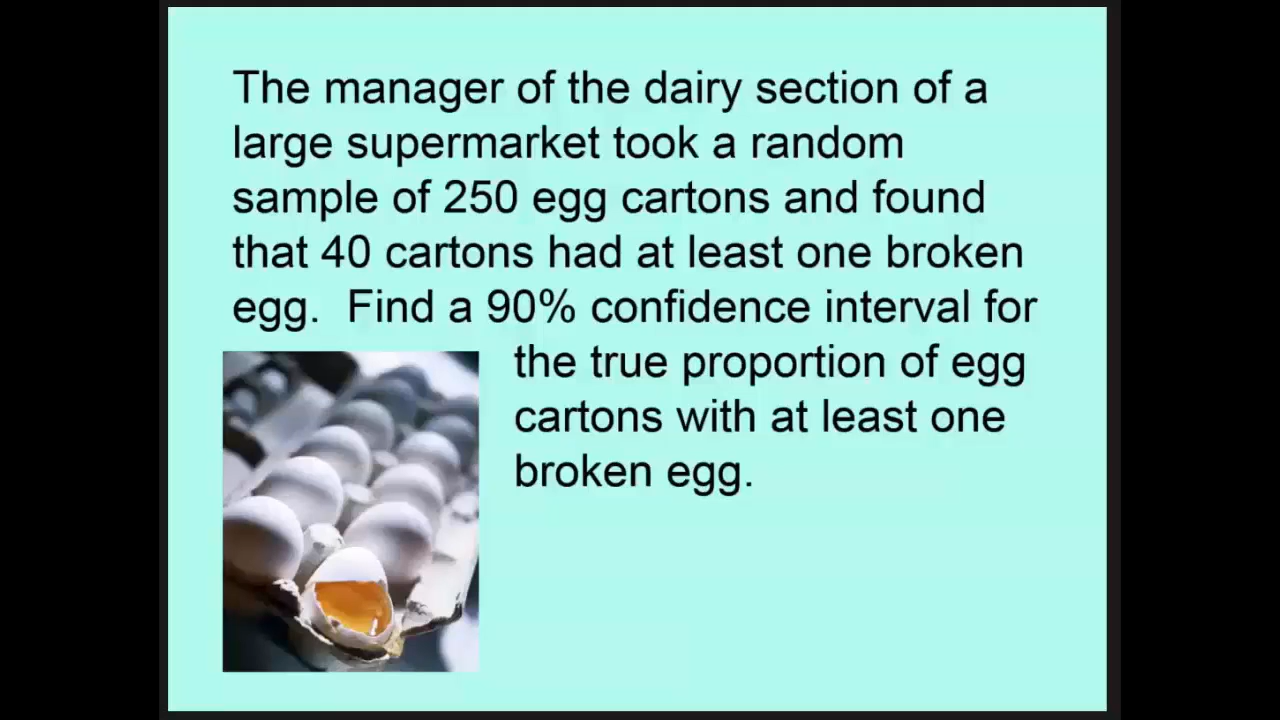 The manager of the dairy section of a
large supermarket took a random
sample of 250 egg cartons and found
that 40 cartons had at least one broken
egg.  Find a 90% confidence interval for
the true proportion of egg
cartons with at least one
broken egg.